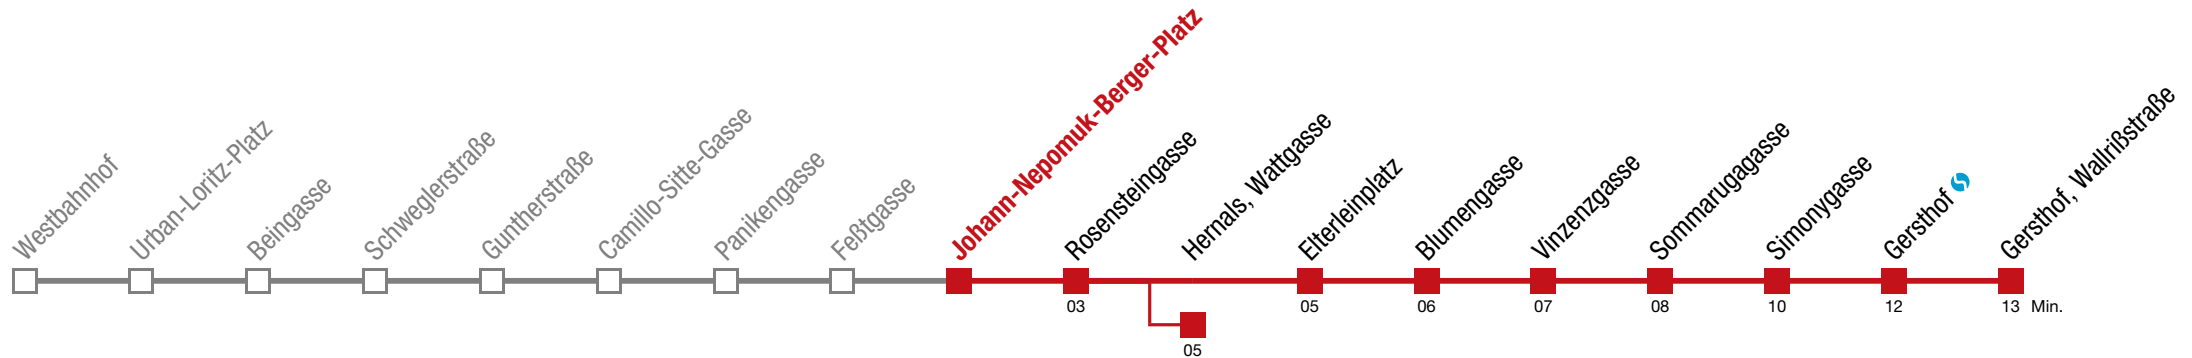 Westbahnhof
Urban-Loritz-Platz
Beingasse
Schweglerstraße
Guntherstraße
Camillo-Sitte-Gasse
Panikengasse
Feßtgasse
Johann-Nepomuk-Berger-Platz
Rosensteingasse
Hernals, Wattgasse
Elterleinplatz
Blumengasse
Vinzenzgasse
Sommarugagasse
Simonygasse
Gersthof
Gersthof, Wallrißstraße
03
05
06
07
08
10
12
13 Min.
05